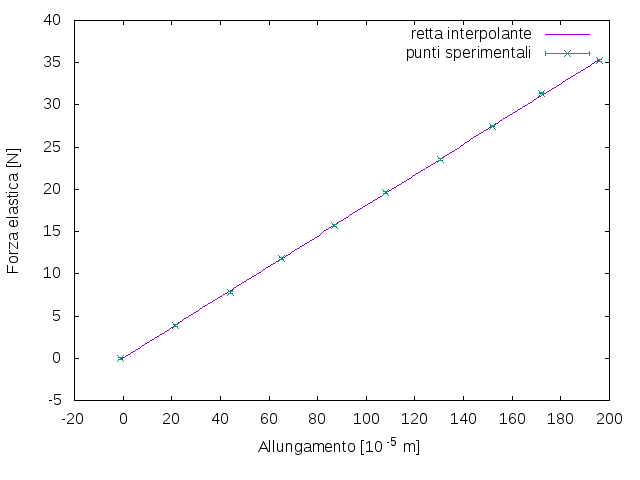 40
35
30
25
20
15
10
5
0
-5
Forza elastica [N]
retta interpolante
punti sperimentali
-20 0 20 40 60 80 100 120 140 160 180 200
Allungamento [10⁻⁵ m]